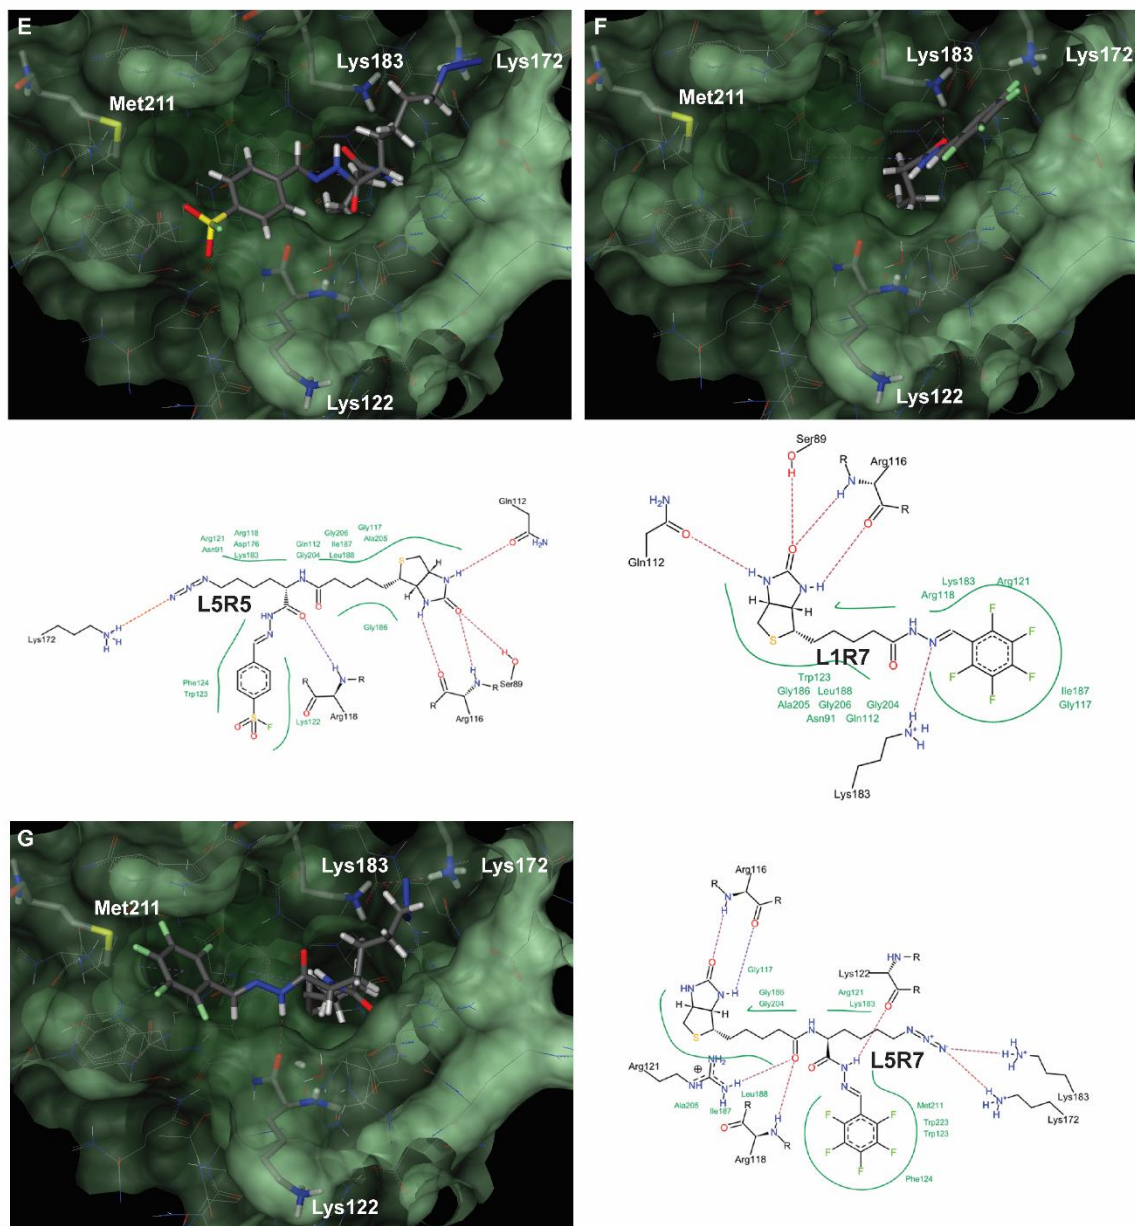 E
Lys183
Lys172
Met211
Lys122
F
Lys183
Lys172
Met211
Lys122
Gln112
O
NH₂
Arg121
Asn91
Arg118
Asp176
Lys183
Gln112
Gly204
Gly206
Ile187
Leu188
Gly117
Ala205
L5R5
Lys172
Gly186
Phe124
Trp123
Lys122
Arg118
Arg116
Ser89
Ser89
Arg116
Gln112
H₂N
Lys183
Arg118
Arg121
L1R7
Trp123
Gly186 Leu188
Ala205 Gly206 Gly204
Asn91 Gln112
Ile187
Gly117
Lys183
G
Lys183
Lys172
Met211
Lys122
Arg116
Gly117
Gly186
Gly204
Arg121
Lys183
Lys122
L5R7
Arg121
Leu188
Ala205
Ile187
Arg118
Met211
Trp223
Trp123
Phe124
Lys183
Lys172